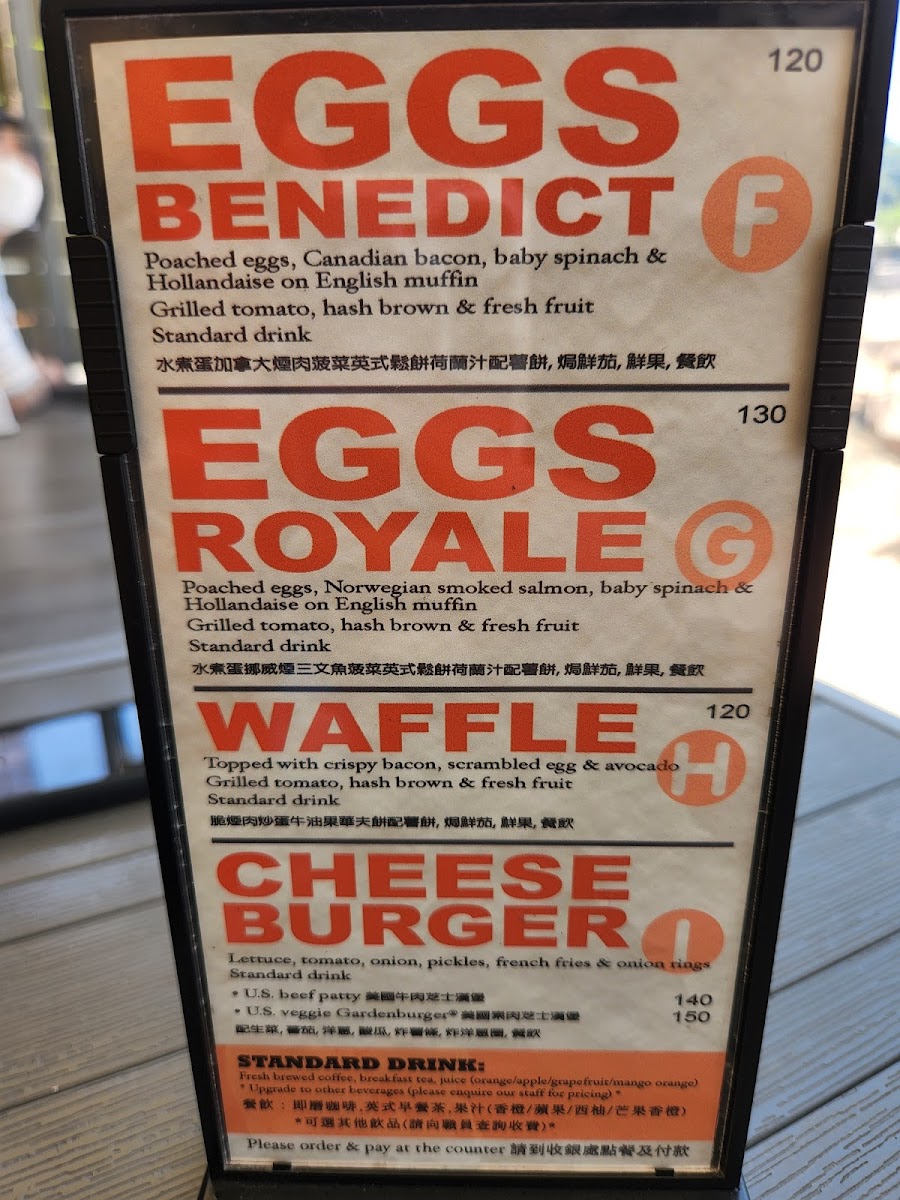 EGGS 120
BENEDICT F
Poached eggs, Canadian bacon, baby spinach &
Hollandaise on English muffin
Grilled tomato, hash brown & fresh fruit
Standard drink
水煮蛋加拿大煙肉菠菜英式鬆餅荷蘭汁配薯餅, 焗鮮茄, 鮮果, 餐飲
EGGS 130
ROYALE G
Poached eggs, Norwegian smoked salmon, baby spinach &
Hollandaise on English muffin
Grilled tomato, hash brown & fresh fruit
Standard drink
水煮蛋挪威煙三文魚菠菜英式鬆餅荷蘭汁配薯餅, 焗鮮茄, 鮮果, 餐飲
WAFFLE 120
H
Topped with crispy bacon, scrambled egg & avocado
Grilled tomato, hash brown & fresh fruit
Standard drink
脆煙肉炒蛋牛油果華夫餅配薯餅, 焗鮮茄, 鮮果, 餐飲
CHEESE
BURGER I
Lettuce, tomato, onion, pickles, french fries & onion rings
Standard drink
• U.S. beef patty 美國牛肉芝士漢堡 140
• U.S. veggie Gardenburger® 美國素肉芝士漢堡 150
配生菜, 番茄, 洋蔥, 酸瓜, 炸薯條, 炸洋蔥圈, 餐飲
STANDARD DRINK:
Fresh brewed coffee, breakfast tea, juice (orange/apple/grapefruit/mango orange)
* Upgrade to other beverages (please enquire our staff for pricing) *
餐飲 : 即磨咖啡, 英式早餐茶, 果汁 (香橙/蘋果/西柚/芒果香橙)
*可選其他飲品(請向職員查詢收費)*
Please order & pay at the counter 請到收銀處點餐及付款